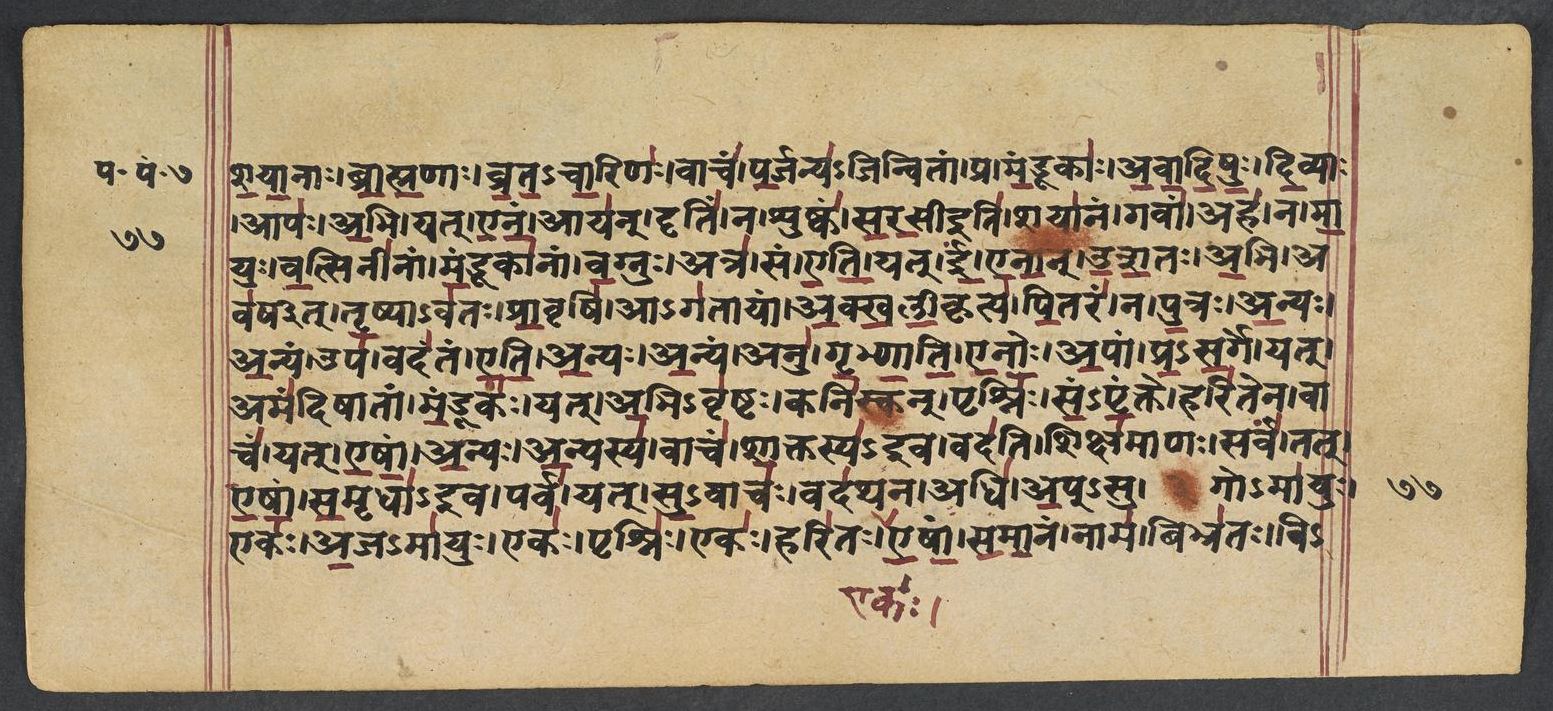 प॰ पं॰ ७
७७
शयानाः।ब्राह्मणाः।व्रतऽचारिणः।वाचं।पर्जन्यऽजिन्वितां।प्र।मंडूकाः।अवादिषुः।दिव्याः
।आपः।अभि।यत्।एनं।आयन्।दृतिं।न।शुष्कं।सरसीइति।शयानं।गवां।अह।न।मा
युः।वत्सिनीनां।मंडूकानां।वग्नुः।अत्र।सं।एति।यत्।ईं।एनान्।उशतः।अभि।अ
वर्षऽत्।तृष्याऽवतः।प्रावृषि।आऽगतायां।अक्खलीकृत्य।पितरं।न।पुत्रः।अन्यः।
अन्यं।उप।वदंतं।एति।अन्यः।अन्यं।अनु।गृभ्णाति।एनोः।अपां।प्रऽसर्गे।यत्।
अमंदिषातां।मंडूकः।यत्।अभिऽवृष्टः।कनिस्कन्।पृश्निः।संऽपृंक्ते।हरितेन।वा
चं।यत्।एषां।अन्यः।अन्यस्य।वाचं।शाक्तस्यऽइव।वदति।शिक्षमाणः।सर्वं।तत्।
एषां।समृधाऽइव।पर्व।यत्।सुऽवाचः।वदथन।अधि।अप्ऽसु। गोऽमायुः।
एकः।अजऽमायुः।एकः।पृश्निः।एकः।हरितः।एषां।समानं।नाम।बिभ्रतः।विऽ
७७
एकः।